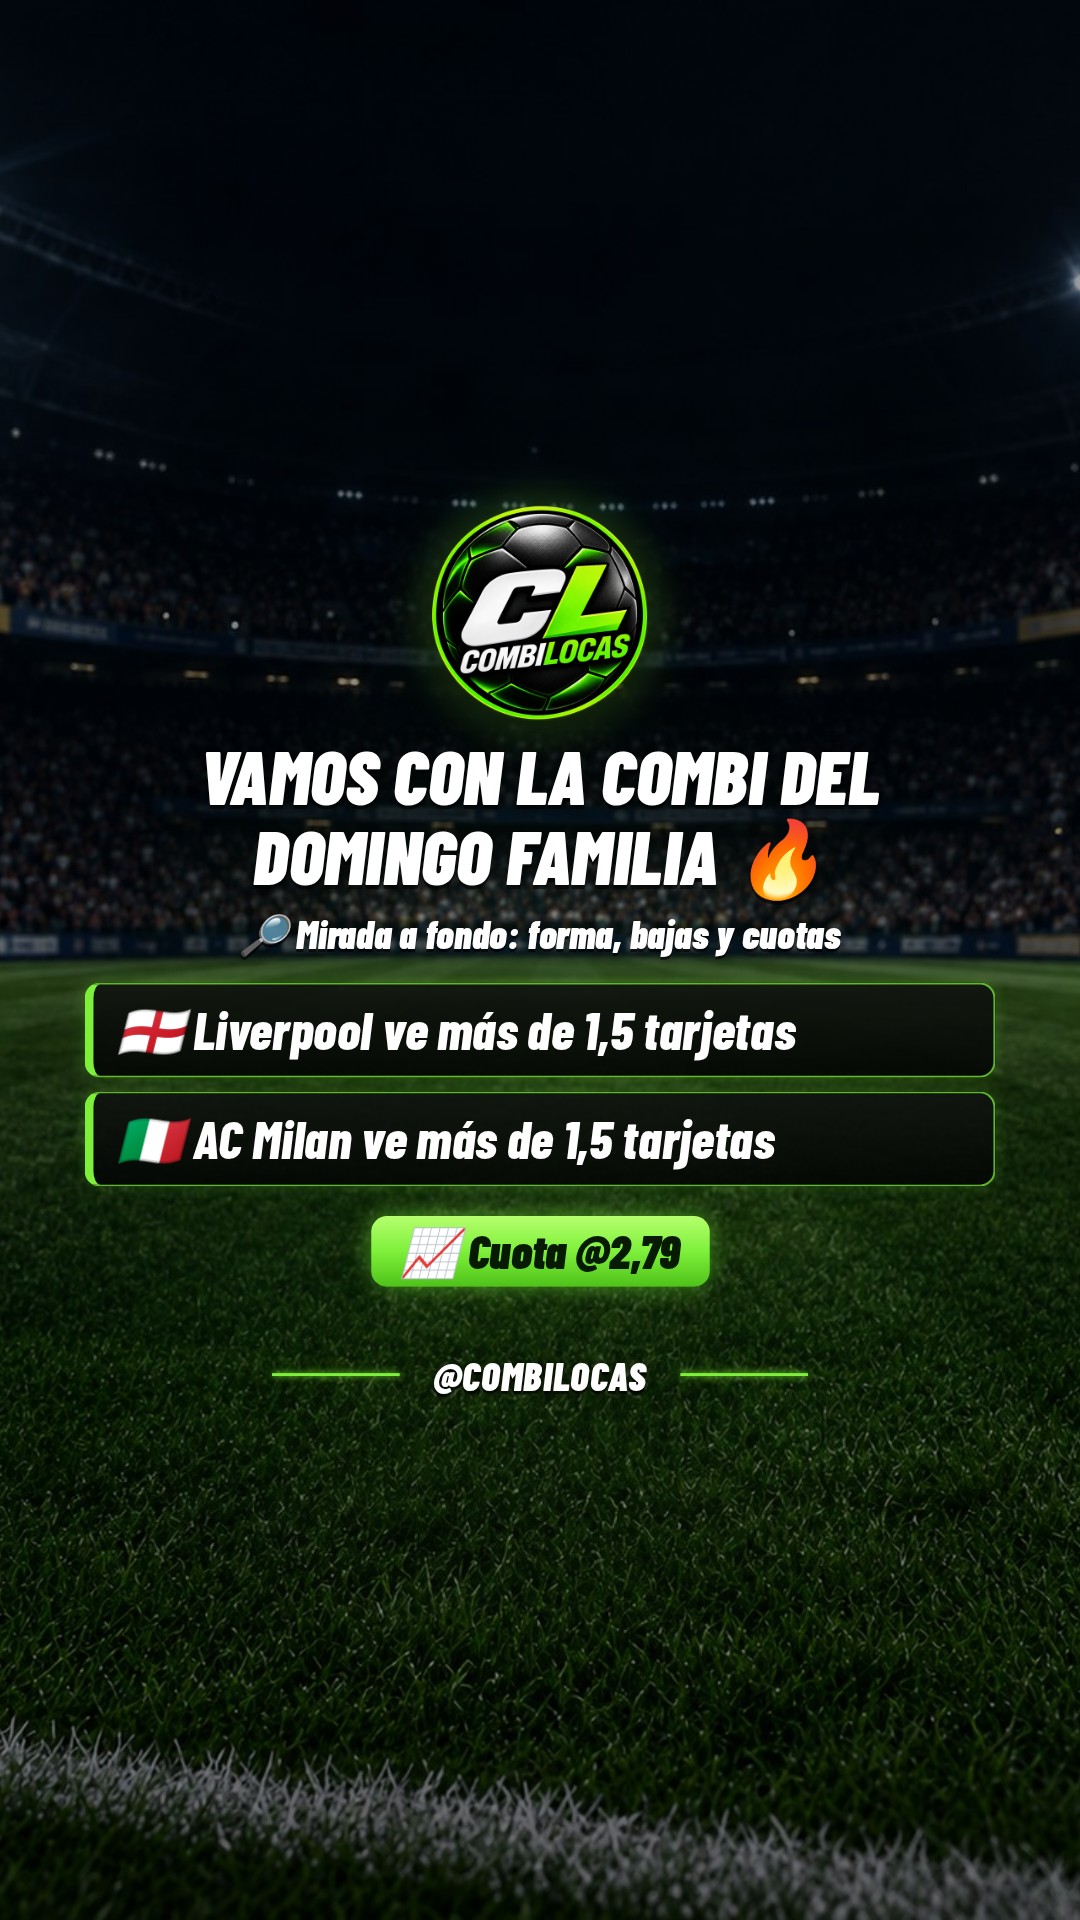 CL
COMBILOCAS
VAMOS CON LA COMBI DEL
DOMINGO FAMILIA 🔥
🔎 Mirada a fondo: forma, bajas y cuotas
🏴󠁧󠁢󠁥󠁮󠁧󠁿 Liverpool ve más de 1,5 tarjetas
🇮🇹 AC Milan ve más de 1,5 tarjetas
📈 Cuota @2,79
@COMBILOCAS